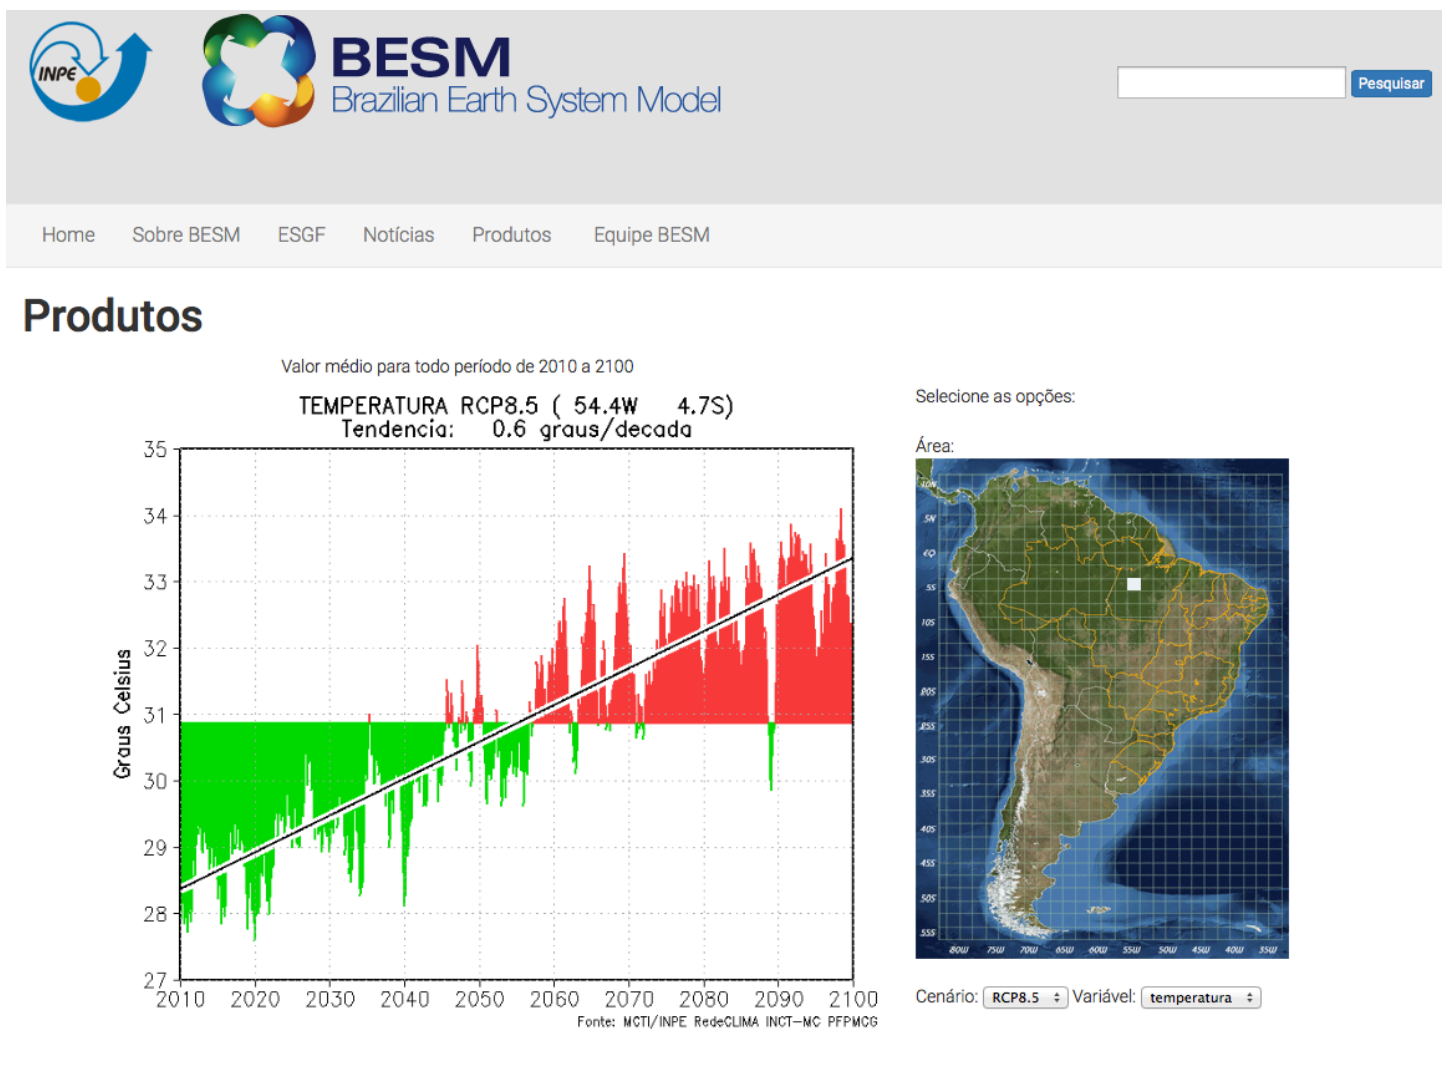 INPE
BESM
Brazilian Earth System Model
Pesquisar
Home Sobre BESM ESGF Notícias Produtos Equipe BESM
Produtos
Valor médio para todo período de 2010 a 2100
TEMPERATURA RCP8.5 ( 54.4W 4.7S)
Tendencia: 0.6 graus/decada
35
34
33
32
31
30
29
28
27
Graus Celsius
2010 2020 2030 2040 2050 2060 2070 2080 2090 2100
Fonte: MCTI/INPE RedeCLIMA INCT-MC PFPMCG
Selecione as opções:
Área:
10N
5N
EQ
5S
10S
15S
20S
25S
30S
35S
40S
45S
50S
55S
80W 75W 70W 65W 60W 55W 50W 45W 40W 35W
Cenário: RCP8.5 Variável: temperatura